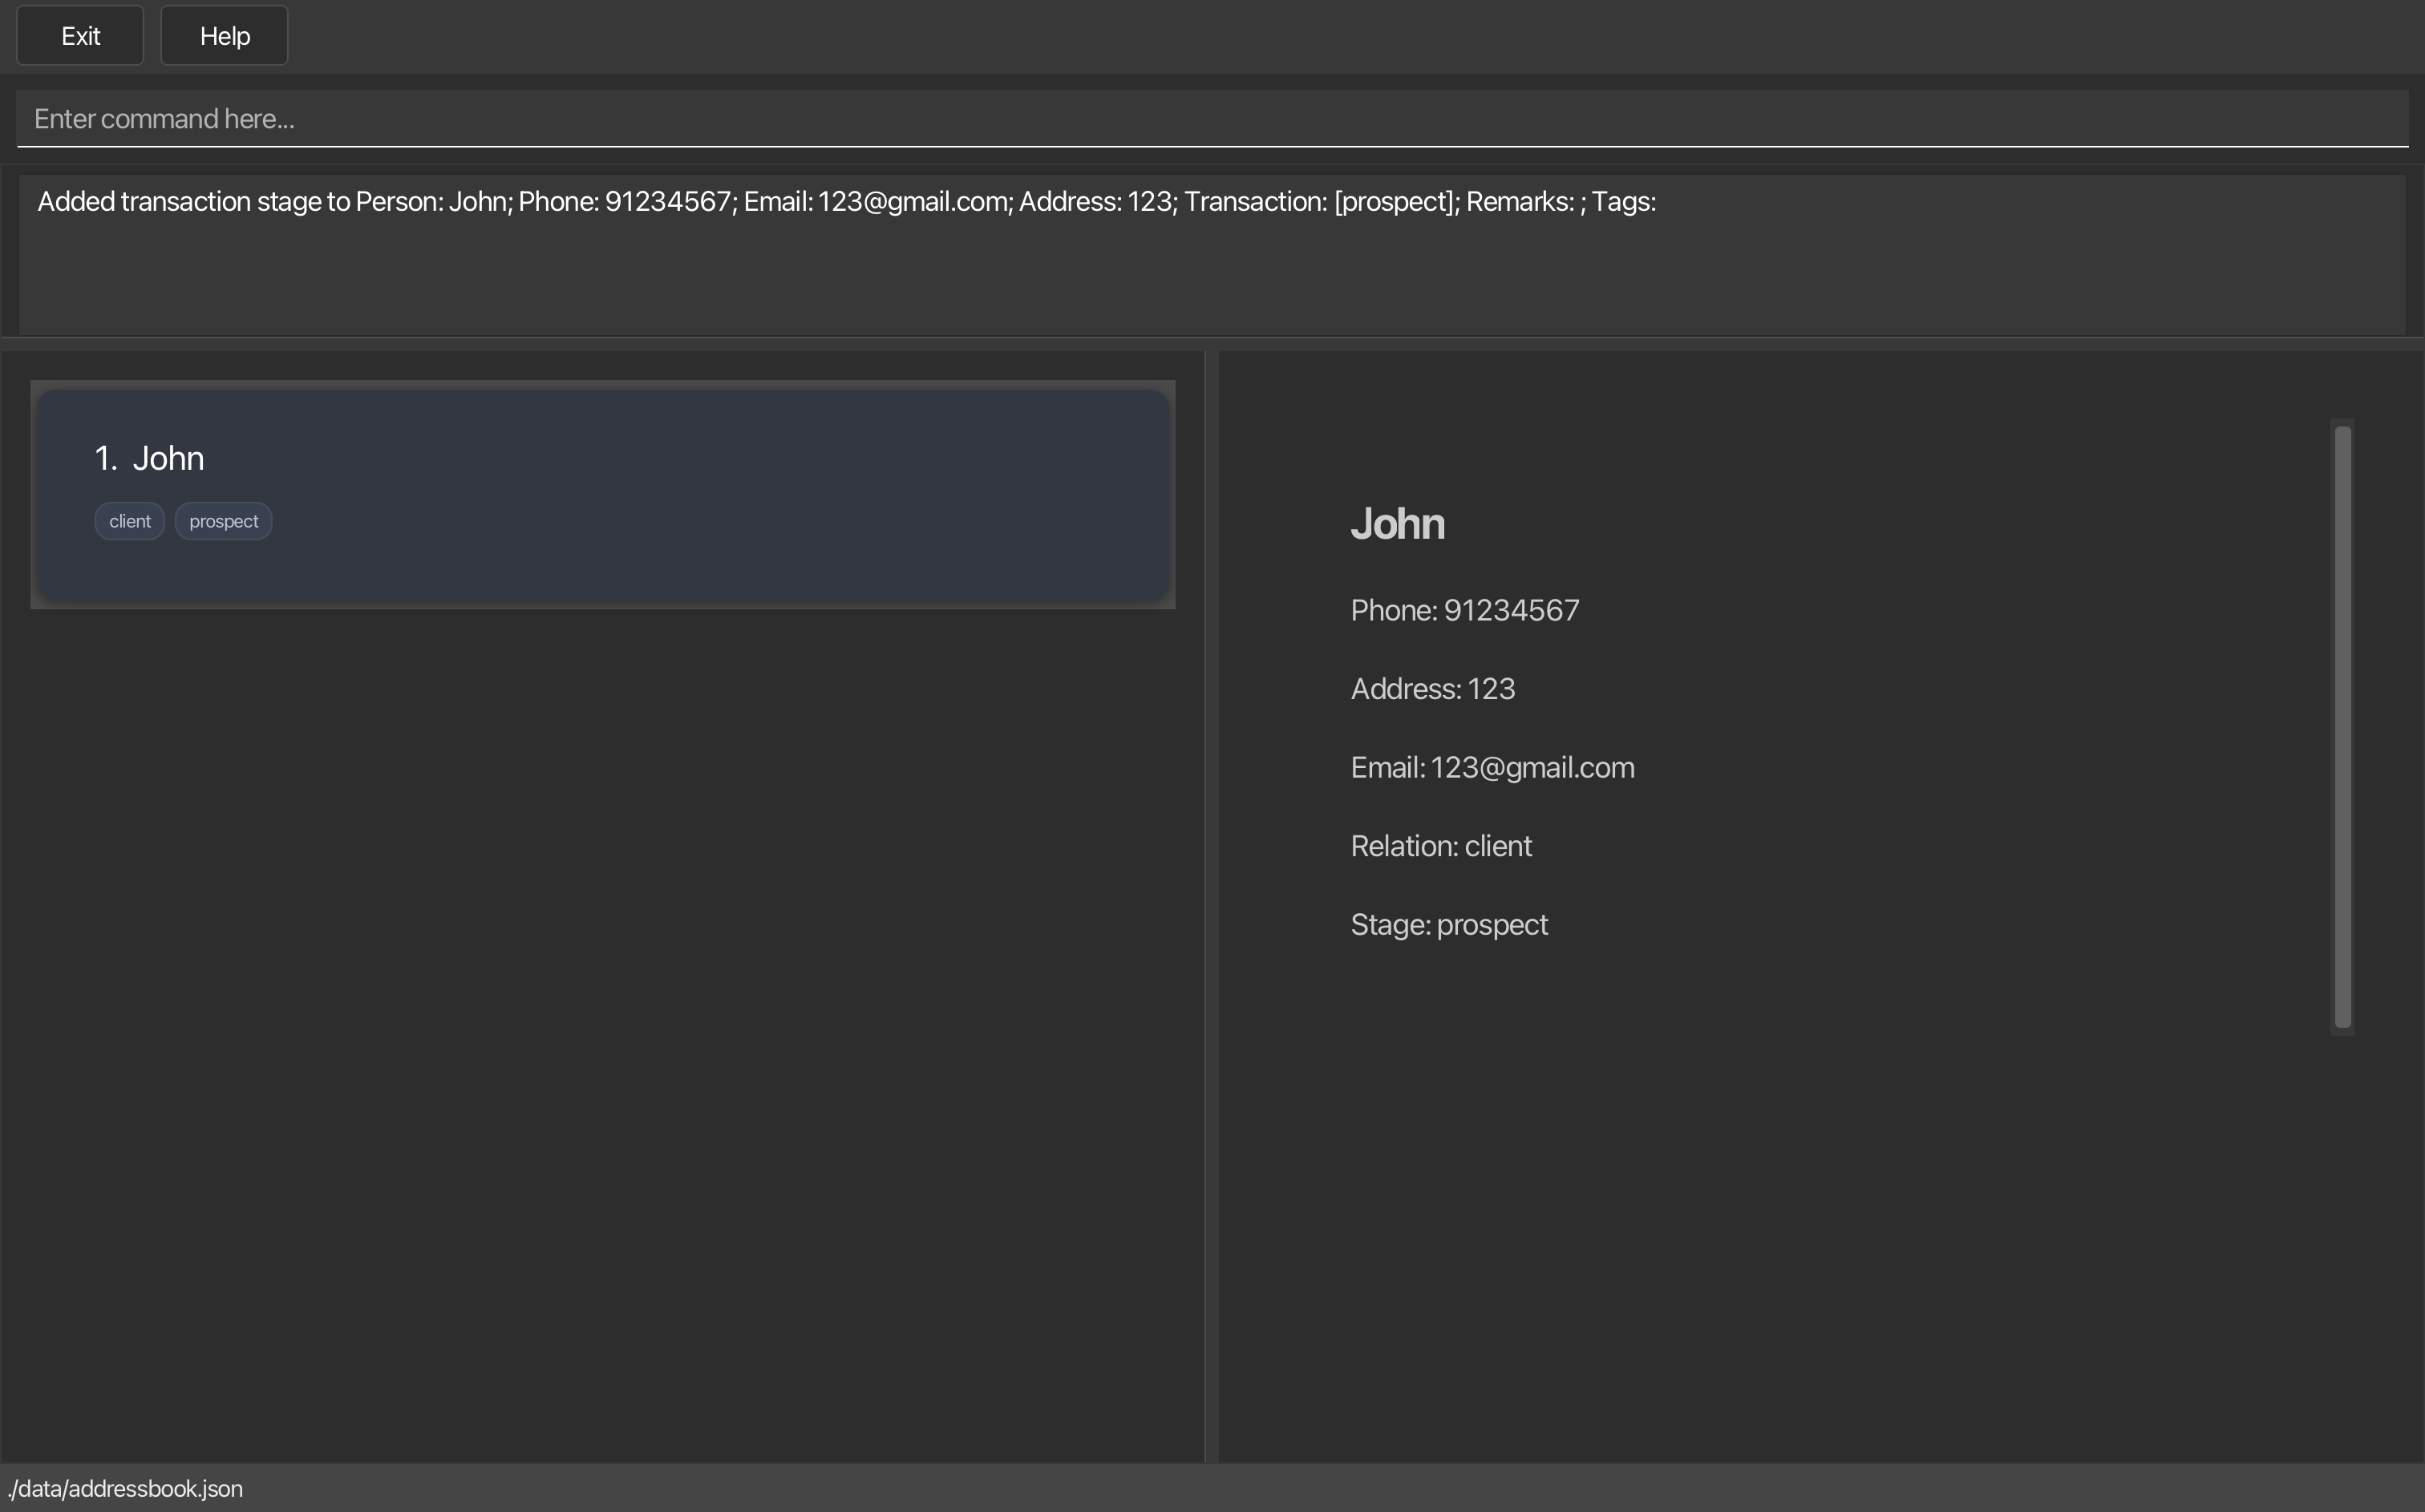 Exit
Help
Enter command here...
Added transaction stage to Person: John; Phone: 91234567; Email: 123@gmail.com; Address: 123; Transaction: [prospect]; Remarks: ; Tags:
1. John
client
prospect
John
Phone: 91234567
Address: 123
Email: 123@gmail.com
Relation: client
Stage: prospect
./data/addressbook.json